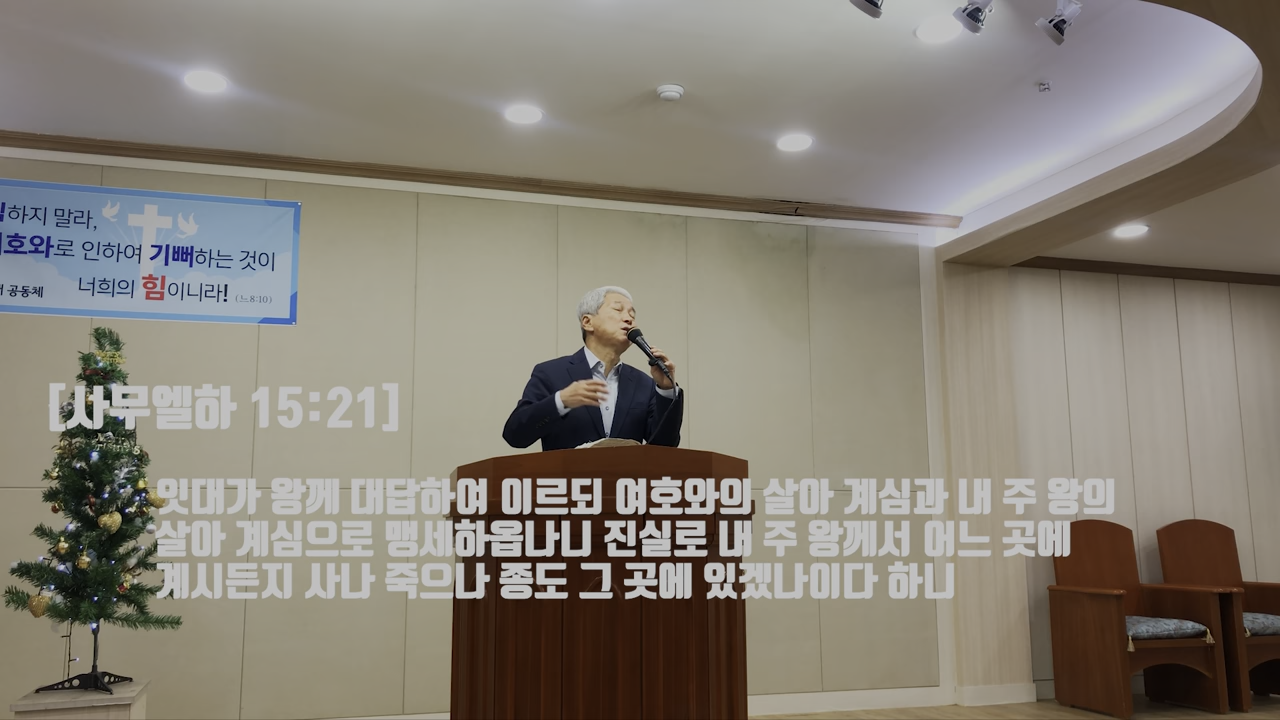 하지 말라,
호와로 인하여 기뻐하는 것이
너희의 힘이니라! (느8:10)
공동체
[사무엘하 15:21]
잇대가 왕께 대답하여 이르되 여호와의 살아 계심과 내 주 왕의
살아 계심으로 맹세하옵나니 진실로 내 주 왕께서 어느 곳에
계시든지 사나 죽으나 종도 그 곳에 있겠나이다 하니